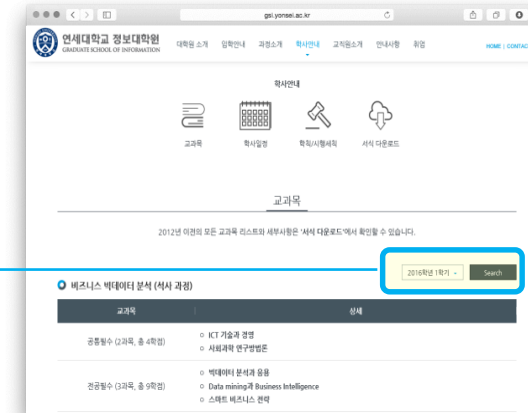 gsi.yonsei.ac.kr
연세대학교 정보대학원
GRADUATE SCHOOL OF INFORMATION
대학원 소개 입학안내 과정소개 학사안내 교직원소개 안내사항 취업
HOME | CONTAC
학사안내
교과목 학사일정 학칙/시행세칙 서식 다운로드
교과목
2012년 이전의 모든 교과목 리스트와 세부사항은 '서식 다운로드'에서 확인할 수 있습니다.
2016학년 1학기 Search
비즈니스 빅데이터 분석 (석사 과정)
교과목 상세
공통필수 (2과목, 총 4학점)
ICT 기술과 경영
사회과학 연구방법론
전공필수 (3과목, 총 9학점)
빅데이터 분석과 응용
Data mining과 Business Intelligence
스마트 비즈니스 전략